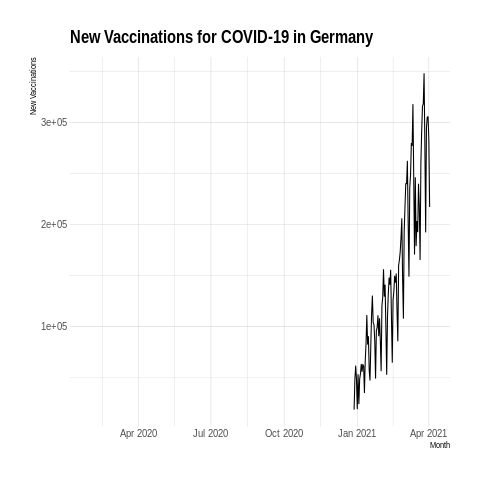 New Vaccinations for COVID-19 in Germany
New Vaccinations
3e+05
2e+05
1e+05
Apr 2020 Jul 2020 Oct 2020 Jan 2021 Apr 2021
Month